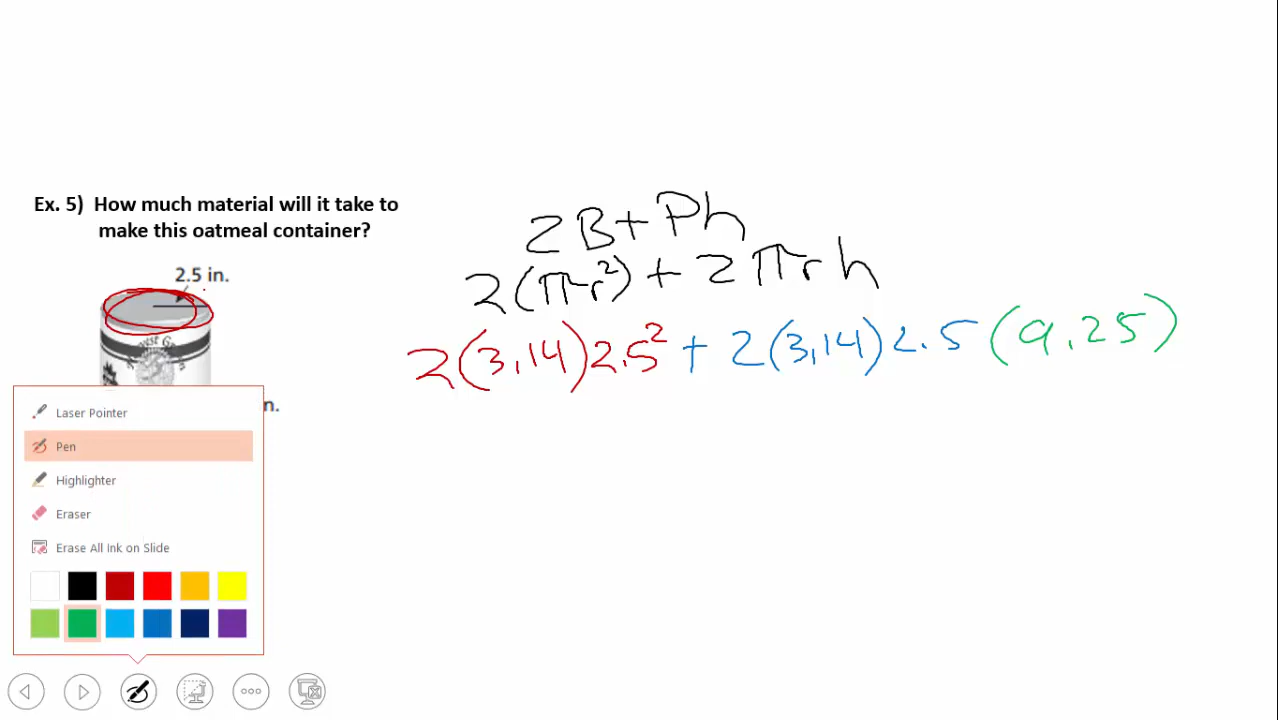 Ex. 5) How much material will it take to
make this oatmeal container?
2.5 in.
n.
2B + Ph
2(πr²) + 2πrh
2(3.14)2.5² + 2(3.14)2.5(9.25)
Laser Pointer
Pen
Highlighter
Eraser
Erase All Ink on Slide